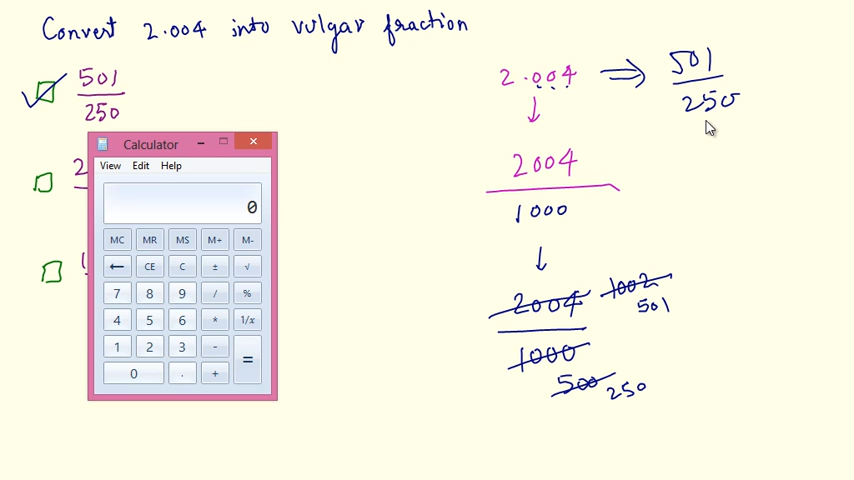 Convert 2.004 into vulgar fraction
501
250
2.004 ⇒ 501
250
↓
2004
1000
↓
2004 1002
501
1000
500 250
2
Calculator
View Edit Help
0
MC MR MS M+ M-
← CE C ± √
7 8 9 / %
4 5 6 * 1/x
1 2 3 - =
0 . +